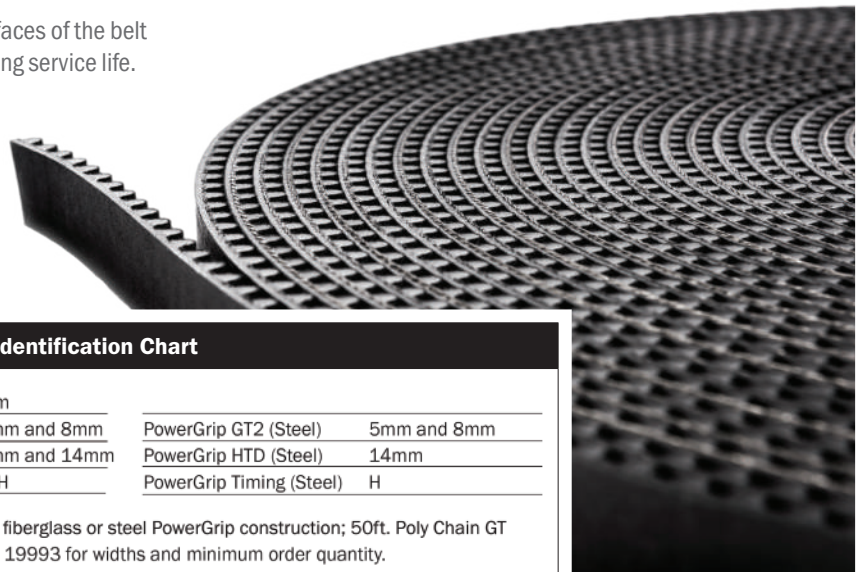 faces of the belt
ng service life.
dentification Chart
m
nm and 8mm
PowerGrip GT2 (Steel) 5mm and 8mm
nm and 14mm PowerGrip HTD (Steel) 14mm
H PowerGrip Timing (Steel) H
fiberglass or steel PowerGrip construction; 50ft. Poly Chain GT
19993 for widths and minimum order quantity.